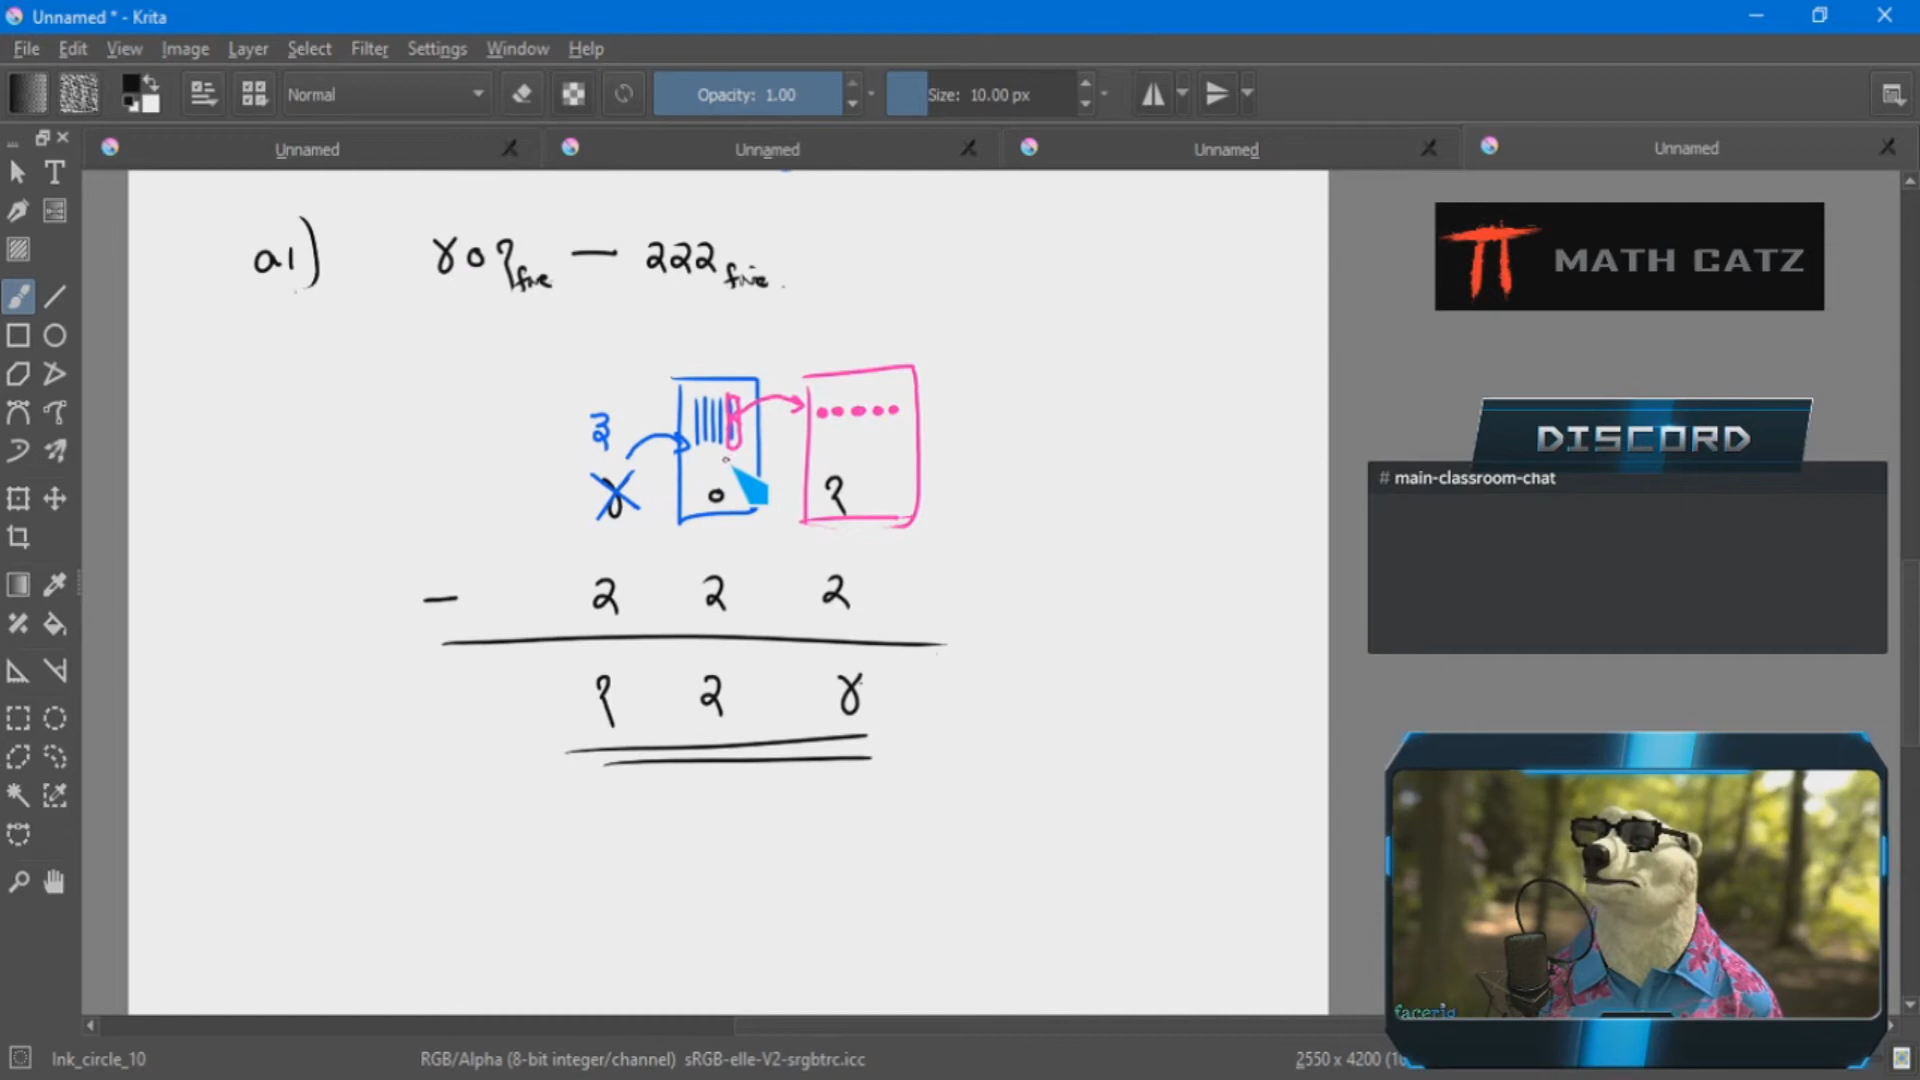 Unnamed * - Krita
File Edit View Image Layer Select Filter Settings Window Help
Normal Opacity: 1.00 Size: 10.00 px
Unnamed Unnamed Unnamed Unnamed
a1) ४०१five — २२२five
३
४ ० १
— २ २ २
१ २ ४
MATH CATZ
DISCORD
# main-classroom-chat
facerig
Ink_circle_10 RGB/Alpha (8-bit integer/channel) sRGB-elle-V2-srgbtrc.icc 2550 x 4200